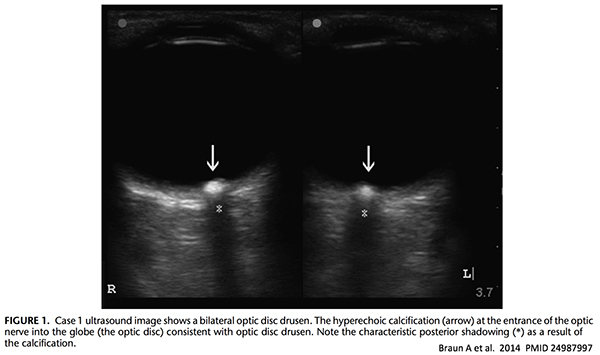 *
*
R
L
3.7
FIGURE 1. Case 1 ultrasound image shows a bilateral optic disc drusen. The hyperechoic calcification (arrow) at the entrance of the optic
nerve into the globe (the optic disc) consistent with optic disc drusen. Note the characteristic posterior shadowing (*) as a result of
the calcification.
Braun A et al. 2014 PMID 24987997